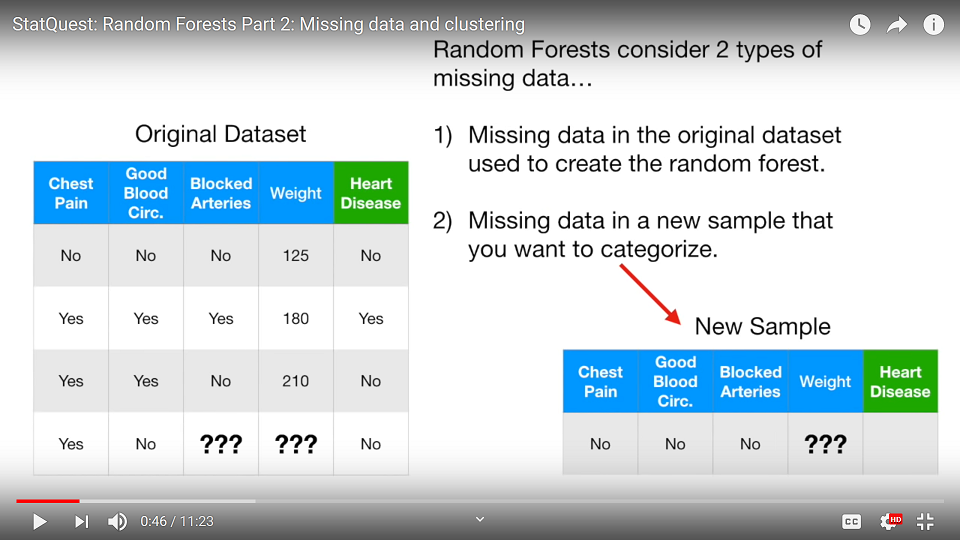 StatQuest: Random Forests Part 2: Missing data and clustering
Random Forests consider 2 types of
missing data…
Original Dataset
1) Missing data in the original dataset
used to create the random forest.
2) Missing data in a new sample that
you want to categorize.
Chest Pain Good Blood Circ. Blocked Arteries Weight Heart Disease
No No No 125 No
Yes Yes Yes 180 Yes
Yes Yes No 210 No
Yes No ??? ??? No
New Sample
Chest Pain Good Blood Circ. Blocked Arteries Weight Heart Disease
No No No ???
0:46 / 11:23
CC
HD